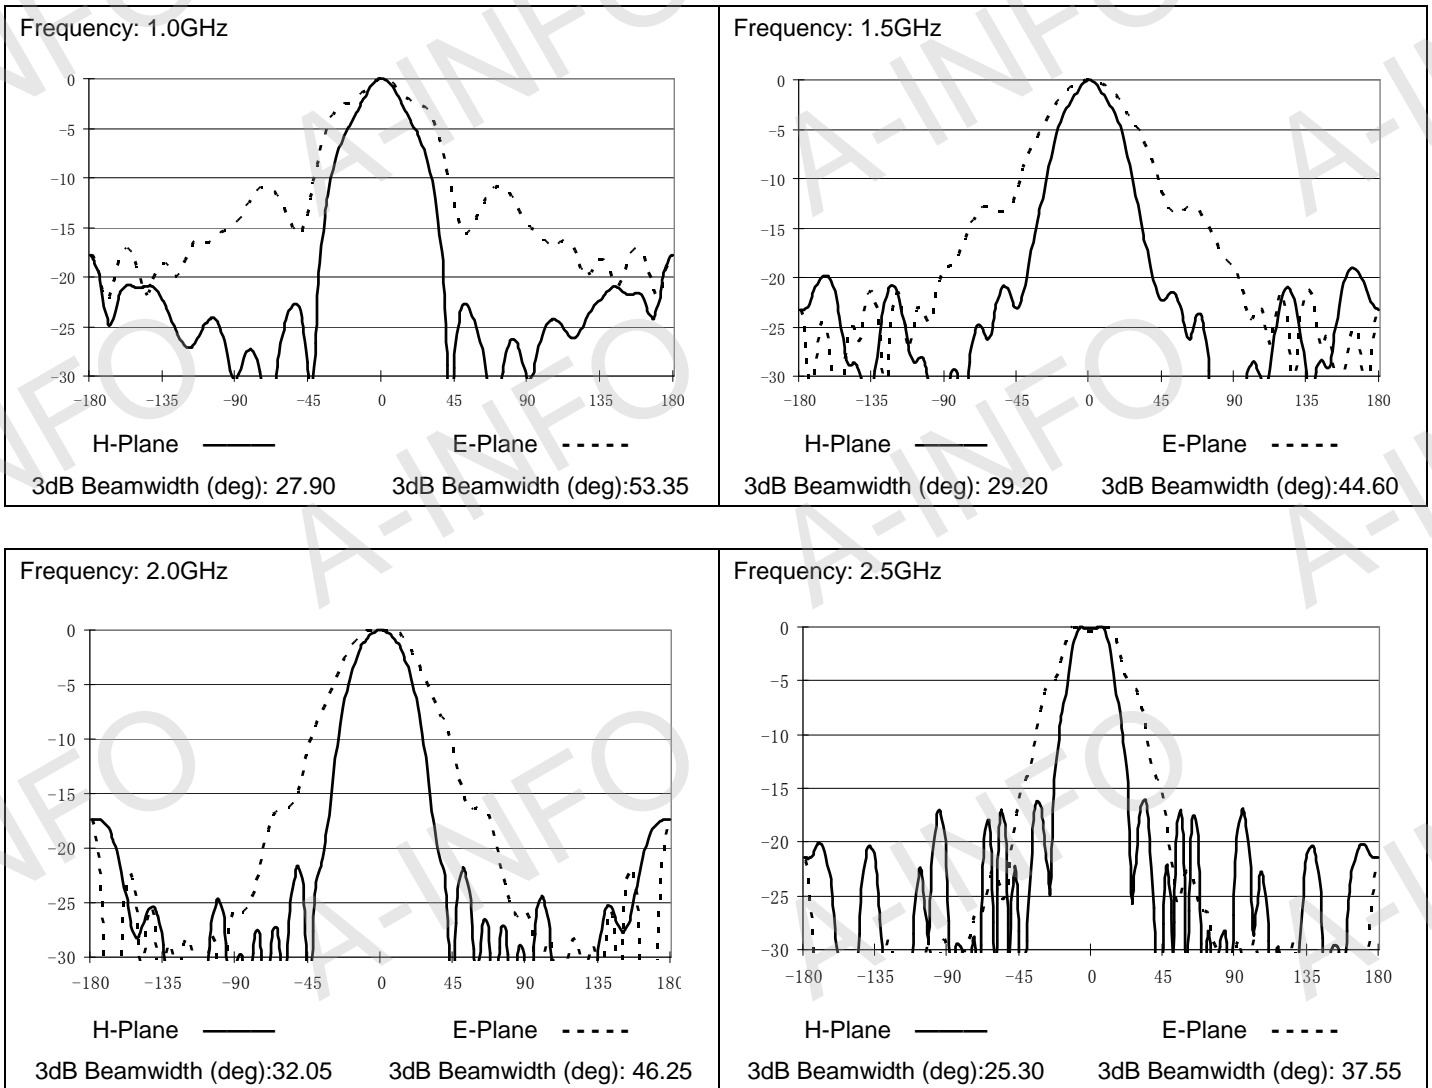 Frequency: 1.0GHz
0
-5
-10
-15
-20
-25
-30
-180 -135 -90 -45 0 45 90 135 180
H-Plane E-Plane
3dB Beamwidth (deg): 27.90 3dB Beamwidth (deg):53.35
Frequency: 1.5GHz
0
-5
-10
-15
-20
-25
-30
-180 -135 -90 -45 0 45 90 135 180
H-Plane E-Plane
3dB Beamwidth (deg): 29.20 3dB Beamwidth (deg):44.60
Frequency: 2.0GHz
0
-5
-10
-15
-20
-25
-30
-180 -135 -90 -45 0 45 90 135 180
H-Plane E-Plane
3dB Beamwidth (deg):32.05 3dB Beamwidth (deg): 46.25
Frequency: 2.5GHz
0
-5
-10
-15
-20
-25
-30
-180 -135 -90 -45 0 45 90 135 180
H-Plane E-Plane
3dB Beamwidth (deg):25.30 3dB Beamwidth (deg): 37.55
A-INFO
A-INFO
A-INFO
A-INFO
A-INFO
A-INFO